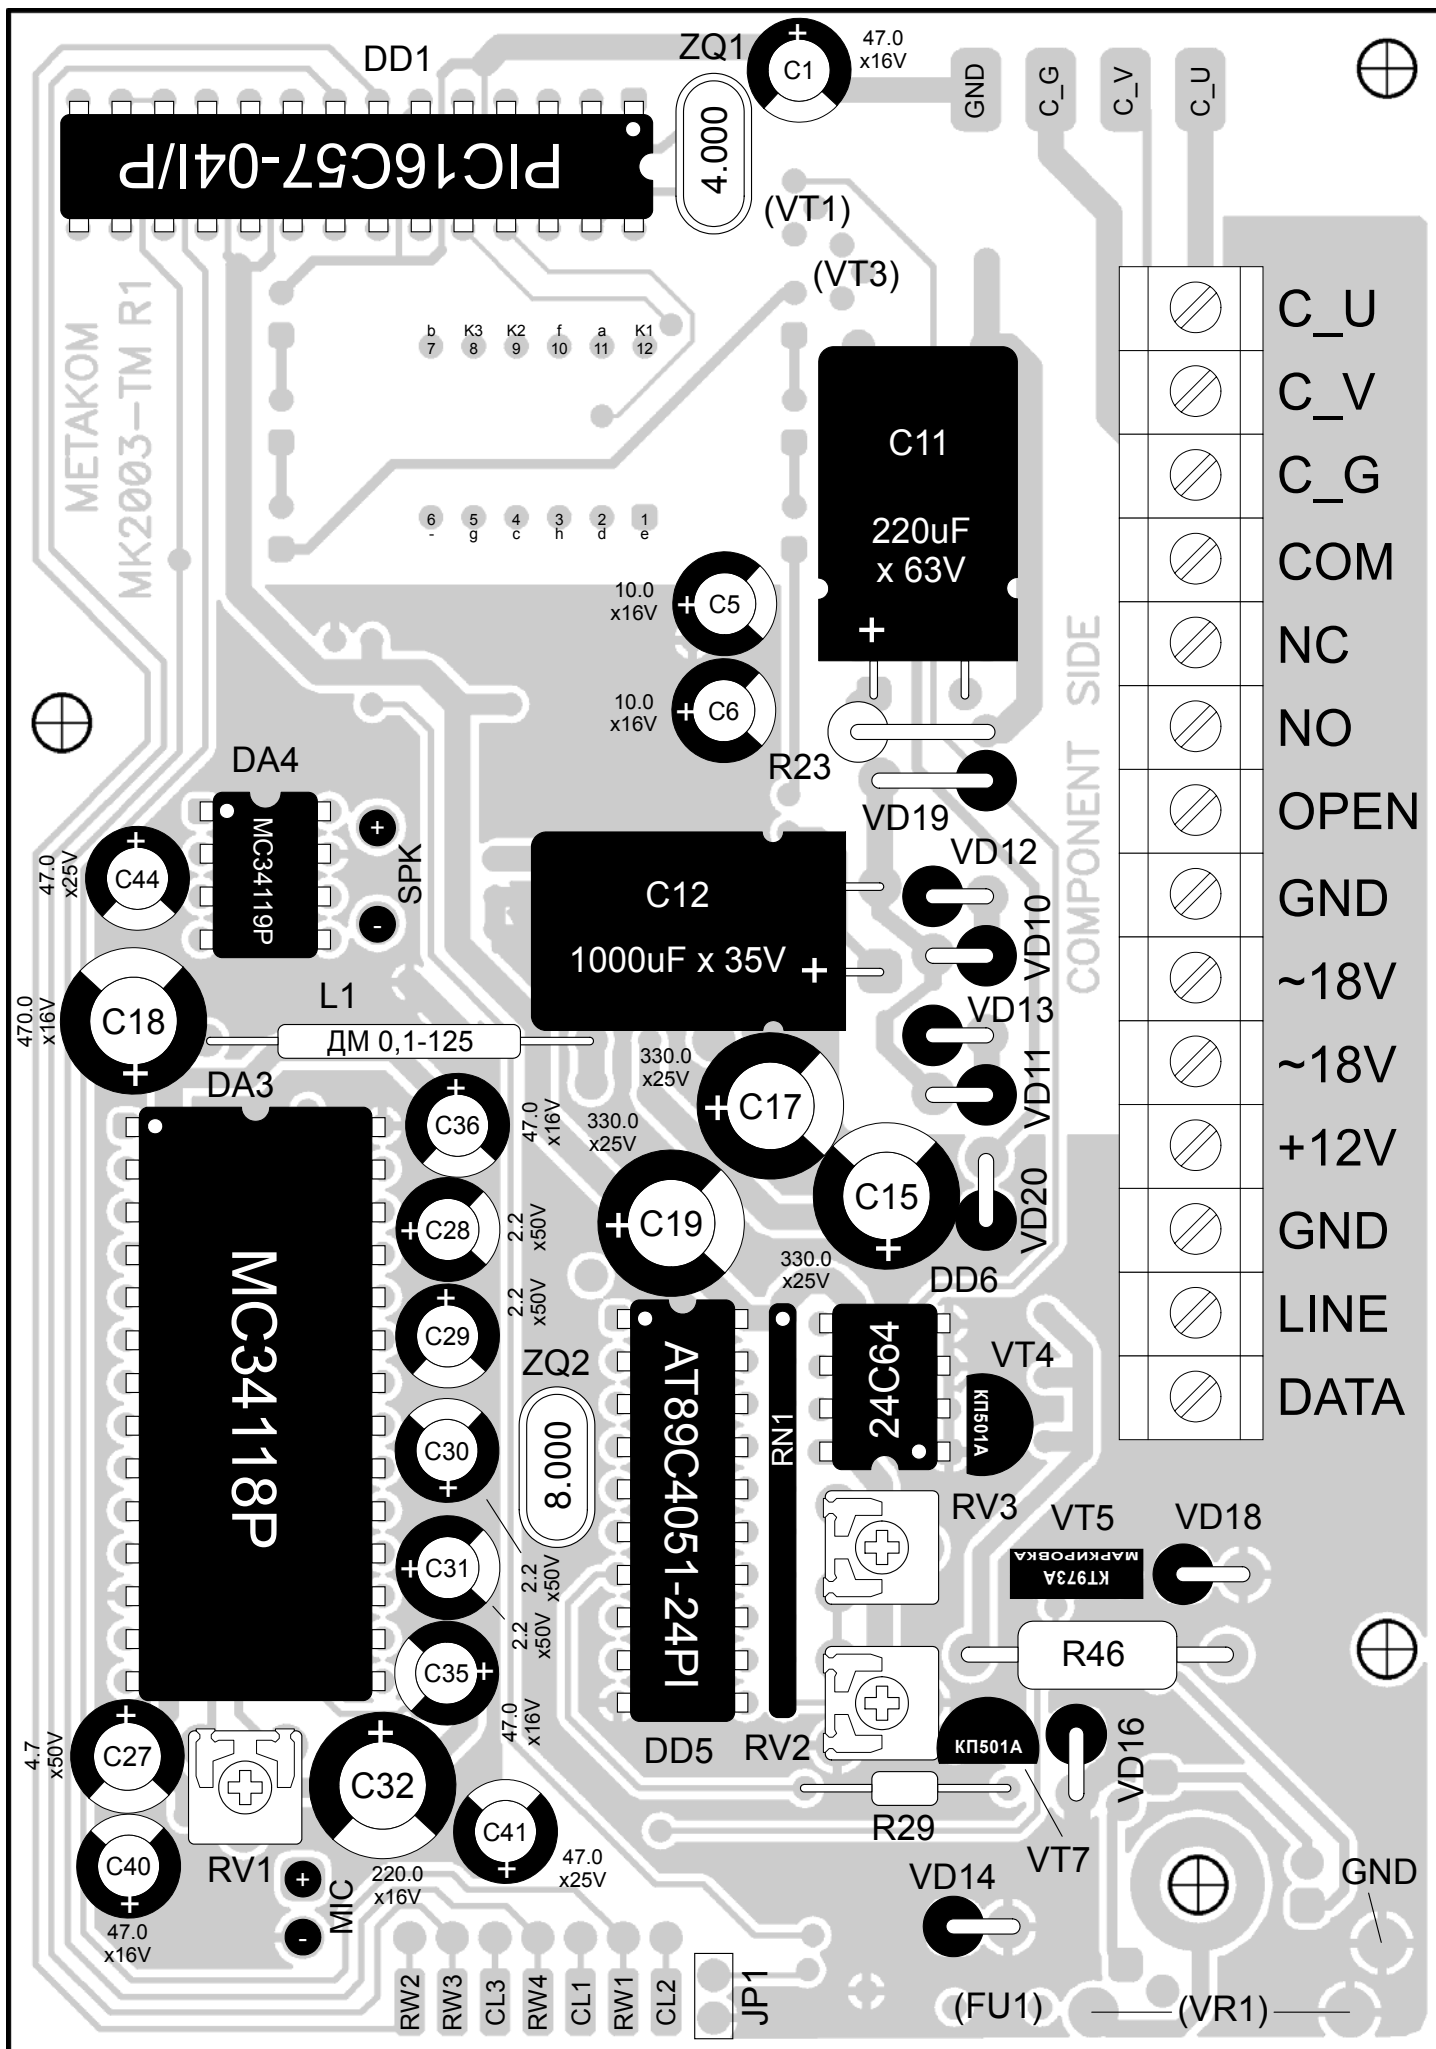 DD1
ZQ1
C1
47.0
x16V
GND
C_G
C_V
C_U
PIC16C57-04I/P
4.000
(VT1)
(VT3)
METAKOM
MK2003-TM R1
b
7
K3
8
K2
9
f
10
a
11
K1
12
6
-
5
g
4
c
3
h
2
d
1
e
C11
220uF
x 63V
+
C_U
C_V
C_G
COM
NC
NO
OPEN
GND
~18V
~18V
+12V
GND
LINE
DATA
COMPONENT SIDE
10.0
x16V
+
C5
10.0
x16V
+
C6
R23
VD19
DA4
MC34119P
+
SPK
-
47.0
x25V
+
C44
C12
1000uF x 35V
+
VD12
VD10
VD13
VD11
VD20
470.0
x16V
C18
+
L1
ДМ 0,1-125
DA3
MC34118P
+
C36
47.0
x16V
330.0
x25V
+
C17
330.0
x25V
+
C19
C15
+
330.0
x25V
+
C28
2.2
x50V
+
C29
2.2
x50V
C30
+
2.2
x50V
+
C31
2.2
x50V
C35
+
47.0
x16V
ZQ2
8.000
AT89C4051-24PI
DD5
RN1
DD6
24C64
VT4
КП501А
RV3
VT5
МАРКИРОВКА
КТ973А
VD18
R46
RV2
КП501А
VT7
VD16
R29
4.7
x50V
+
C27
RV1
+
C32
220.0
x16V
C41
+
47.0
x25V
C40
+
47.0
x16V
+
MIC
-
VD14
GND
RW2
RW3
CL3
RW4
CL1
RW1
CL2
JP1
(FU1)
(VR1)